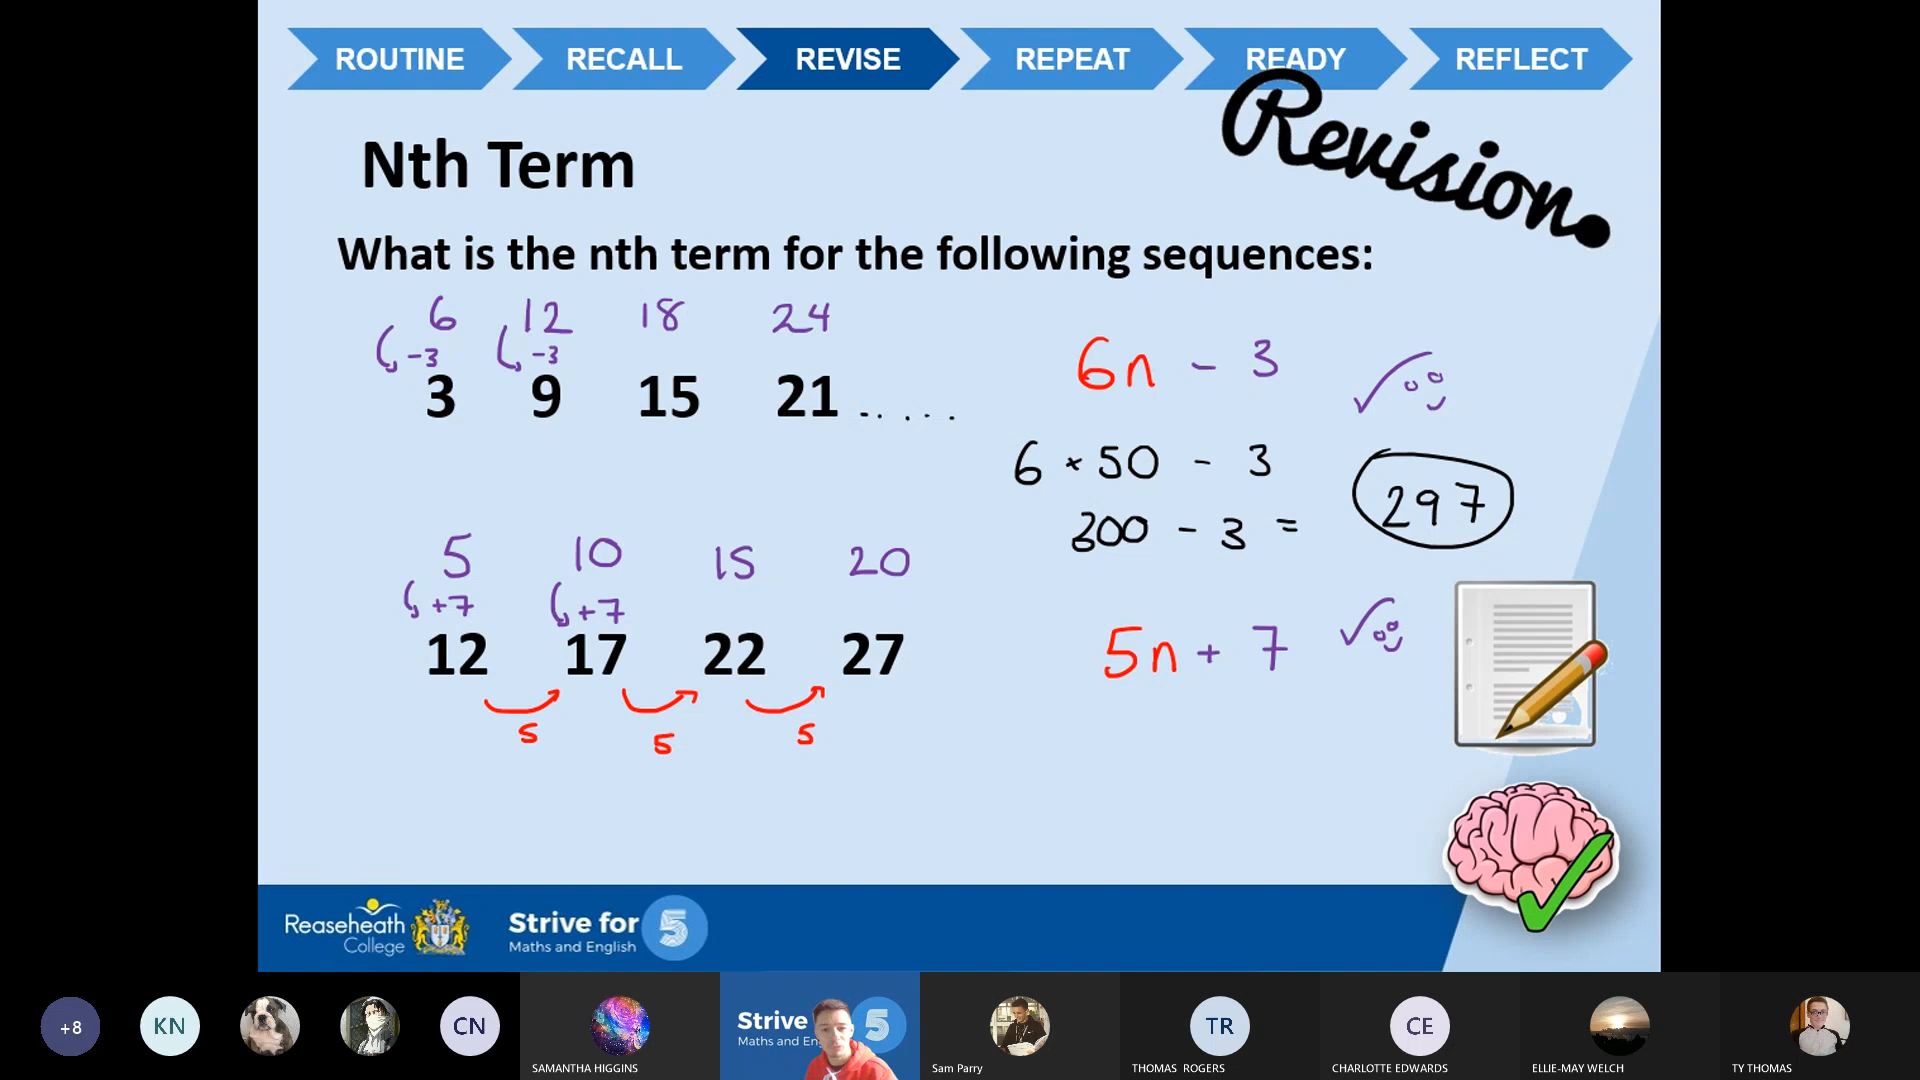 ROUTINE RECALL REVISE REPEAT READY REFLECT
Revision
Nth Term
What is the nth term for the following sequences:
6 12 18 24
-3 -3
3 9 15 21 .....
6n - 3
6 × 50 - 3
300 - 3 = 297
5 10 15 20
+7 +7
12 17 22 27
5 5 5
5n + 7
Reaseheath
College
Strive for 5
Maths and English
+8 KN CN
SAMANTHA HIGGINS
Strive 5
Maths and En
Sam Parry
TR
THOMAS ROGERS
CE
CHARLOTTE EDWARDS
ELLIE-MAY WELCH
TY THOMAS